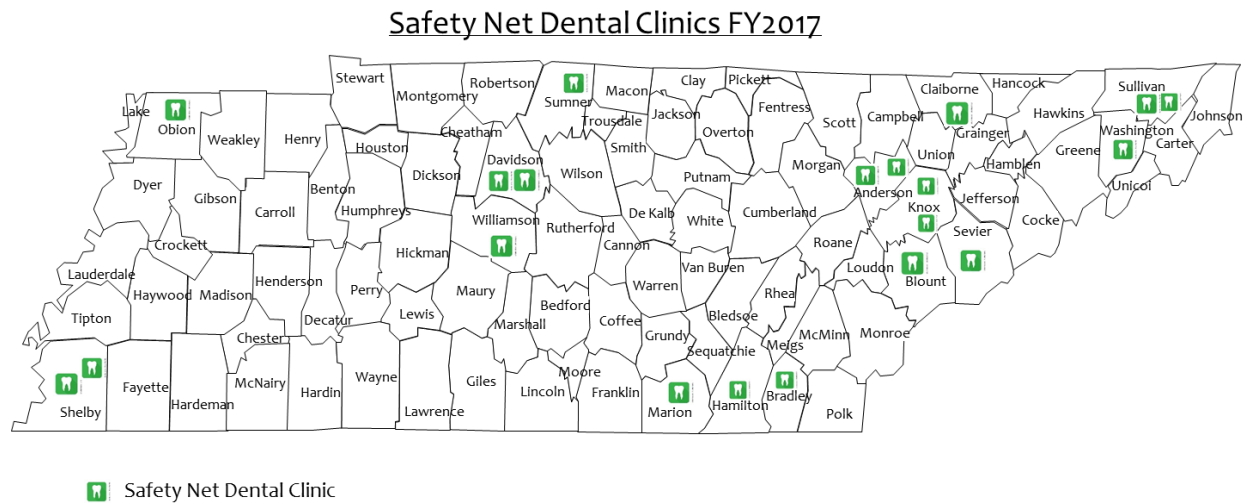 Safety Net Dental Clinics FY2017
Stewart
Montgomery
Robertson
Sumner
Macon
Clay
Pickett
Claiborne
Hancock
Sullivan
Johnson
Lake
Obion
Weakley
Henry
Houston
Cheatham
Trousdale
Jackson
Overton
Fentress
Scott
Campbell
Grainger
Hawkins
Washington
Carter
Greene
Unicoi
Dyer
Gibson
Carroll
Benton
Humphreys
Dickson
Davidson
Wilson
Smith
Putnam
Morgan
Anderson
Union
Hamblen
Jefferson
Cocke
Knox
Sevier
Crockett
Hickman
Williamson
Rutherford
Cannon
De Kalb
White
Cumberland
Roane
Loudon
Blount
Lauderdale
Haywood
Madison
Henderson
Decatur
Perry
Lewis
Maury
Marshall
Bedford
Coffee
Warren
Van Buren
Bledsoe
Rhea
Meigs
McMinn
Monroe
Tipton
Chester
Grundy
Sequatchie
Shelby
Fayette
Hardeman
McNairy
Hardin
Wayne
Lawrence
Giles
Lincoln
Moore
Franklin
Marion
Hamilton
Bradley
Polk
Safety Net Dental Clinic